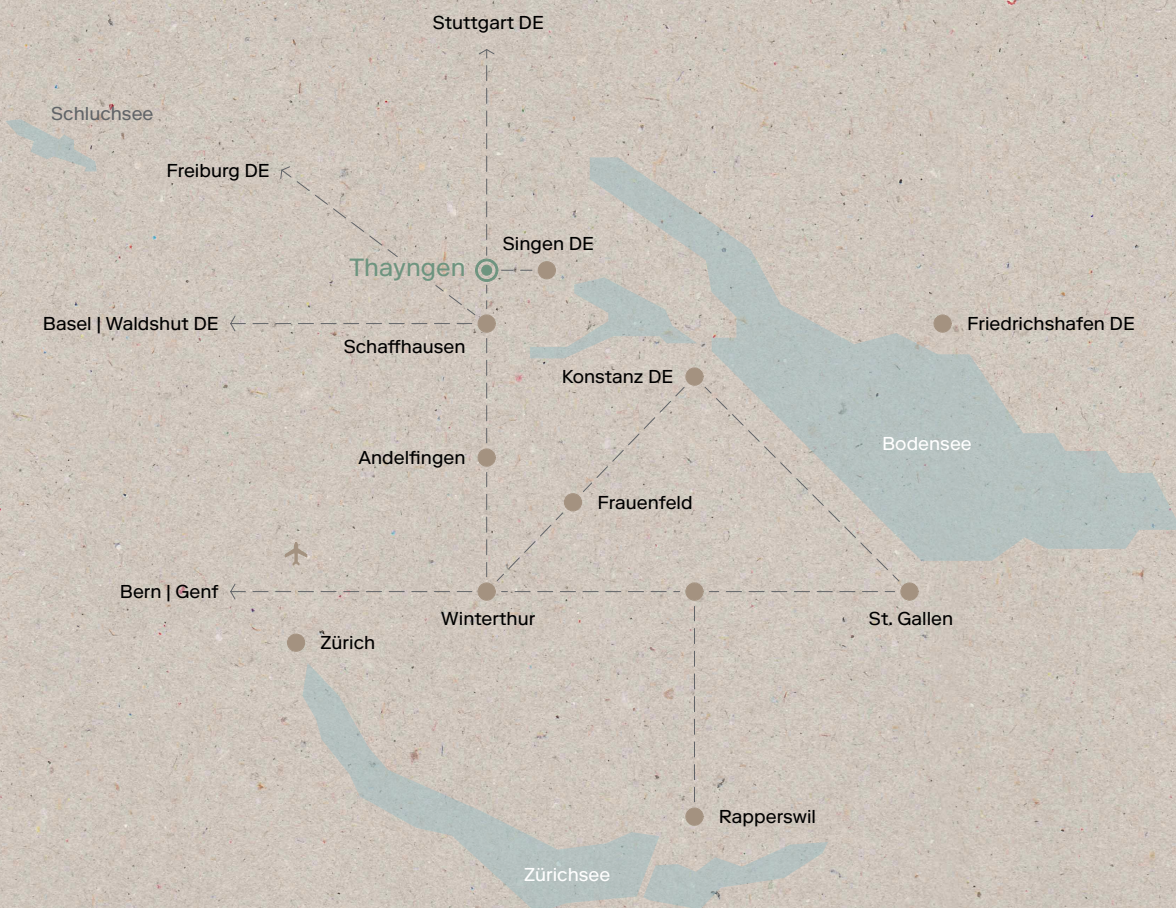 Stuttgart DE
Schluchsee
Freiburg DE
Singen DE
Thayngen
Basel | Waldshut DE
Friedrichshafen DE
Schaffhausen
Konstanz DE
Bodensee
Andelfingen
Frauenfeld
Bern | Genf
Winterthur
St. Gallen
Zürich
Rapperswil
Zürichsee